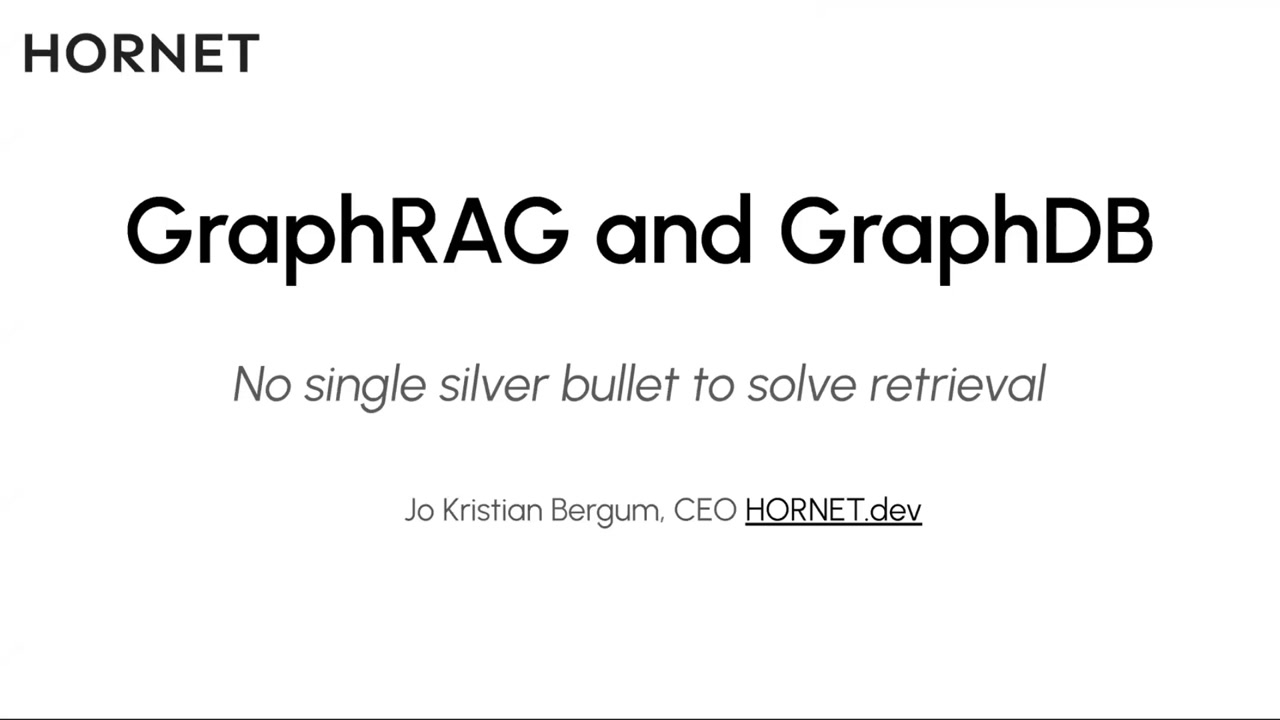 HORNET
GraphRAG and GraphDB
No single silver bullet to solve retrieval
Jo Kristian Bergum, CEO HORNET.dev